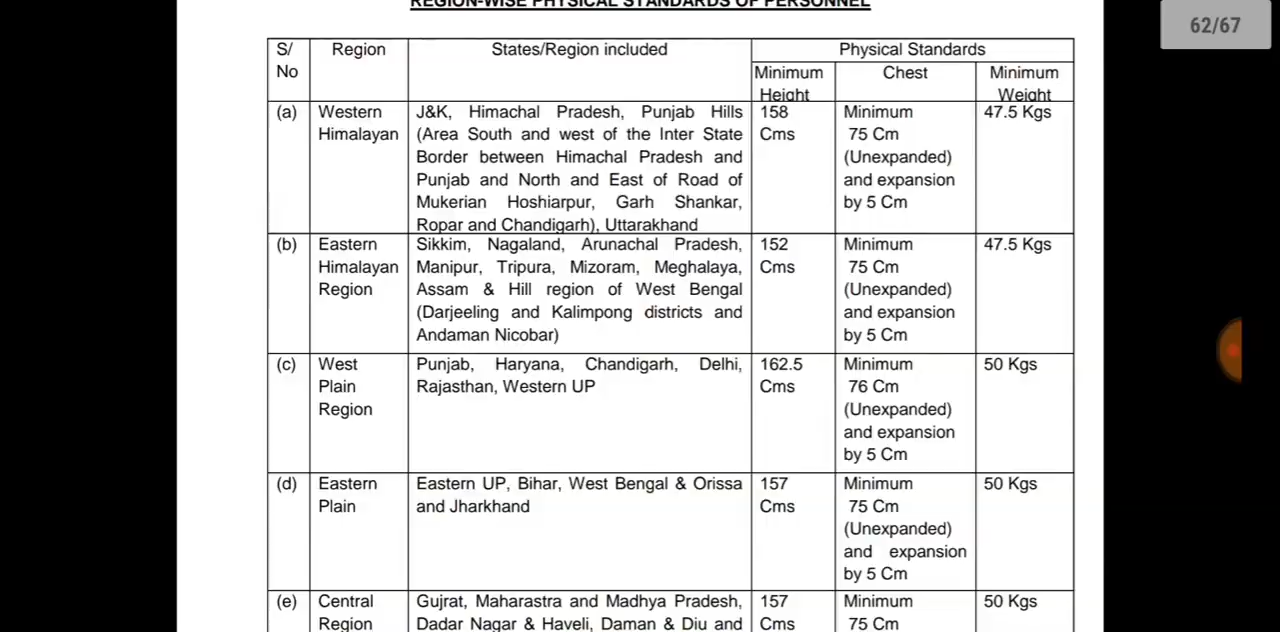 REGION-WISE PHYSICAL STANDARDS OF PERSONNEL
62/67
S/ No
Region
States/Region included
Physical Standards
Minimum Height
Chest
Minimum Weight
(a)
Western
Himalayan
J&K, Himachal Pradesh, Punjab Hills
(Area South and west of the Inter State
Border between Himachal Pradesh and
Punjab and North and East of Road of
Mukerian Hoshiarpur, Garh Shankar,
Ropar and Chandigarh), Uttarakhand
158
Cms
Minimum
75 Cm
(Unexpanded)
and expansion
by 5 Cm
47.5 Kgs
(b)
Eastern
Himalayan
Region
Sikkim, Nagaland, Arunachal Pradesh,
Manipur, Tripura, Mizoram, Meghalaya,
Assam & Hill region of West Bengal
(Darjeeling and Kalimpong districts and
Andaman Nicobar)
152
Cms
Minimum
75 Cm
(Unexpanded)
and expansion
by 5 Cm
47.5 Kgs
(c)
West
Plain
Region
Punjab, Haryana, Chandigarh, Delhi,
Rajasthan, Western UP
162.5
Cms
Minimum
76 Cm
(Unexpanded)
and expansion
by 5 Cm
50 Kgs
(d)
Eastern
Plain
Eastern UP, Bihar, West Bengal & Orissa
and Jharkhand
157
Cms
Minimum
75 Cm
(Unexpanded)
and expansion
by 5 Cm
50 Kgs
(e)
Central
Region
Gujrat, Maharastra and Madhya Pradesh,
Dadar Nagar & Haveli, Daman & Diu and
157
Cms
Minimum
75 Cm
50 Kgs